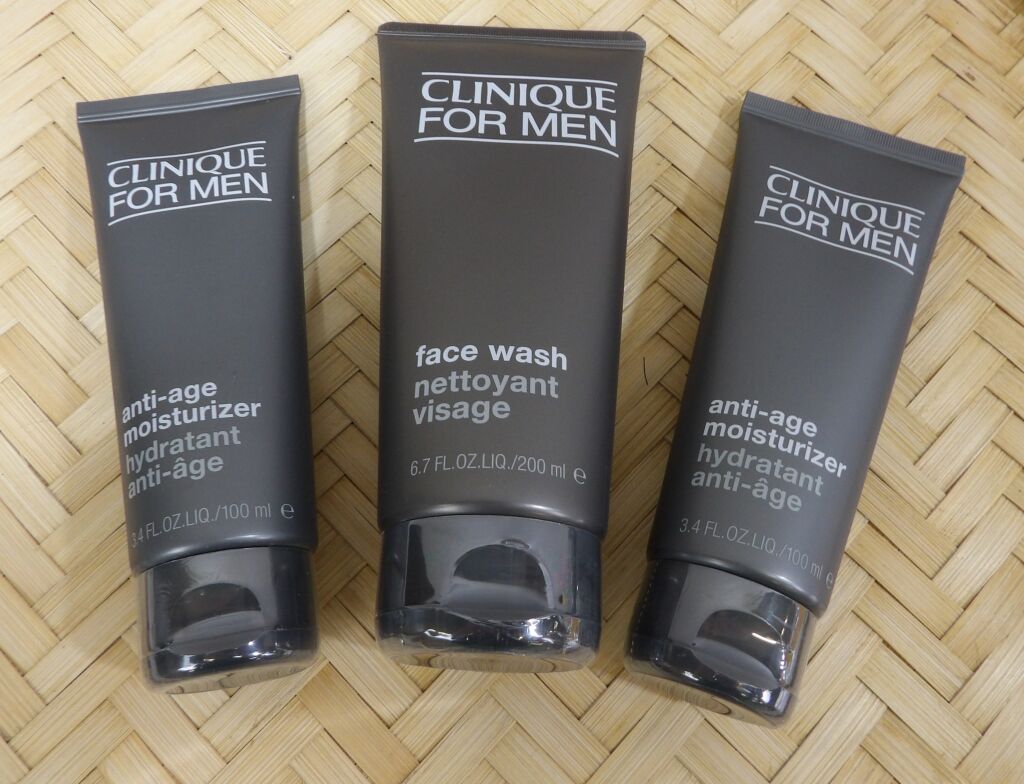 CLINIQUE
FOR MEN
anti-age
moisturizer
hydratant
anti-âge
3.4 FL.OZ.LIQ./100 ml ℮
CLINIQUE
FOR MEN
face wash
nettoyant
visage
6.7 FL.OZ.LIQ./200 ml ℮
CLINIQUE
FOR MEN
anti-age
moisturizer
hydratant
anti-âge
3.4 FL.OZ.LIQ./100 ml ℮